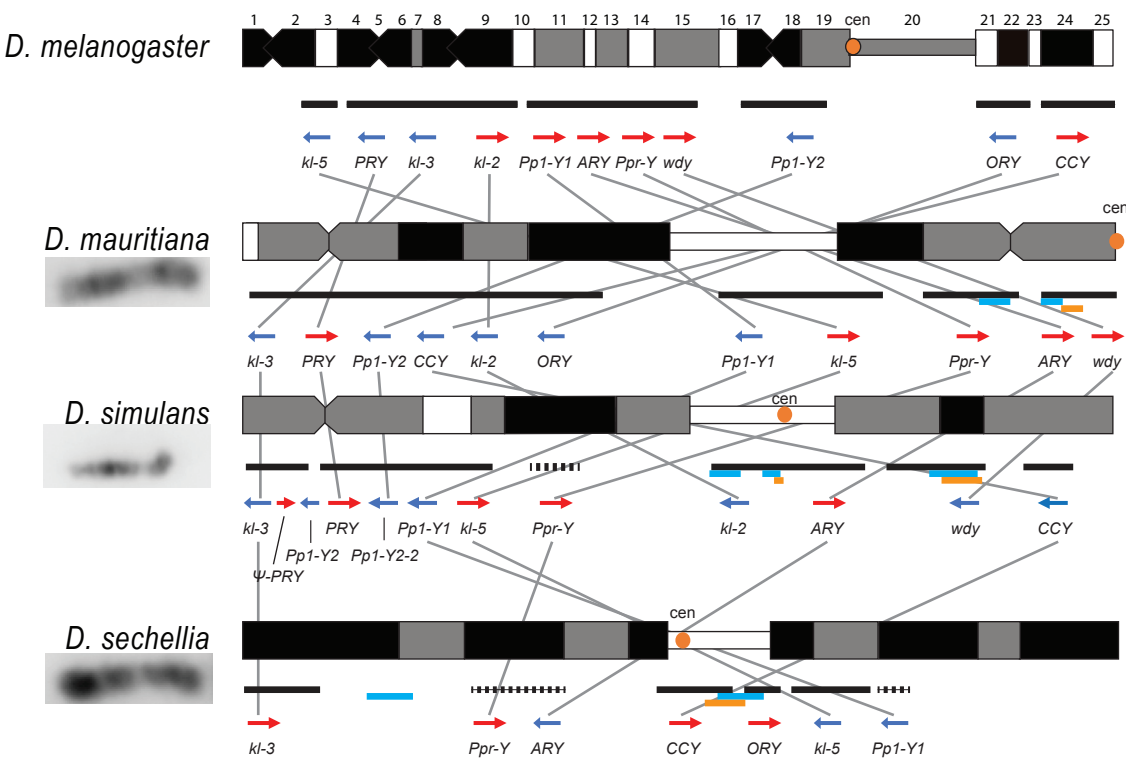 1 2 3 4 5 6 7 8 9 10 11 12 13 14 15 16 17 18 19 cen 20 21 22 23 24 25
D. melanogaster
kl-5 PRY kl-3 kl-2 Pp1-Y1 ARY Ppr-Y wdy Pp1-Y2 ORY CCY
cen
D. mauritiana
kl-3 PRY Pp1-Y2 CCY kl-2 ORY Pp1-Y1 kl-5 Ppr-Y ARY wdy
cen
D. simulans
kl-3 PRY Pp1-Y1 kl-5 Ppr-Y kl-2 ARY wdy CCY
Pp1-Y2 Pp1-Y2-2
Ψ-PRY
cen
D. sechellia
kl-3 Ppr-Y ARY CCY ORY kl-5 Pp1-Y1